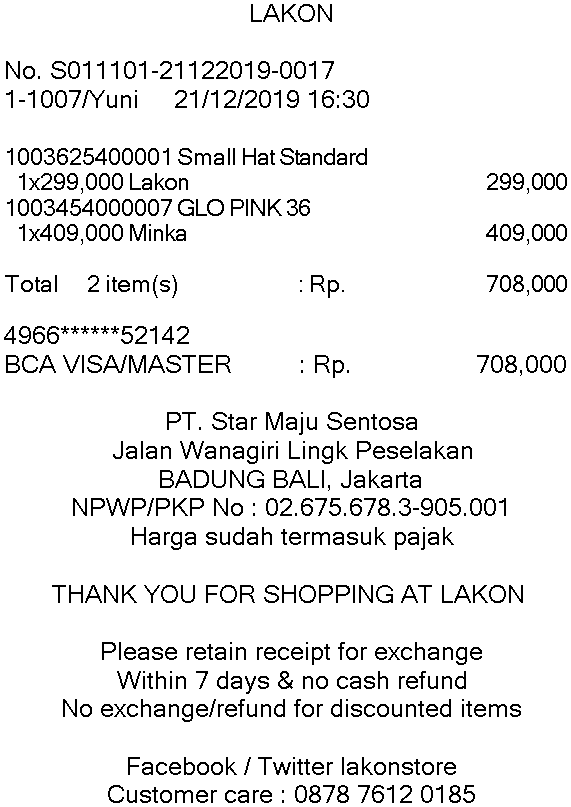 LAKON
No. S011101-21122019-0017
1-1007/Yuni 21/12/2019 16:30
1003625400001 Small Hat Standard
1x299,000 Lakon 299,000
1003454000007 GLO PINK 36
1x409,000 Minka 409,000
Total 2 item(s) : Rp. 708,000
4966******52142
BCA VISA/MASTER : Rp. 708,000
PT. Star Maju Sentosa
Jalan Wanagiri Lingk Peselakan
BADUNG BALI, Jakarta
NPWP/PKP No : 02.675.678.3-905.001
Harga sudah termasuk pajak
THANK YOU FOR SHOPPING AT LAKON
Please retain receipt for exchange
Within 7 days & no cash refund
No exchange/refund for discounted items
Facebook / Twitter lakonstore
Customer care : 0878 7612 0185